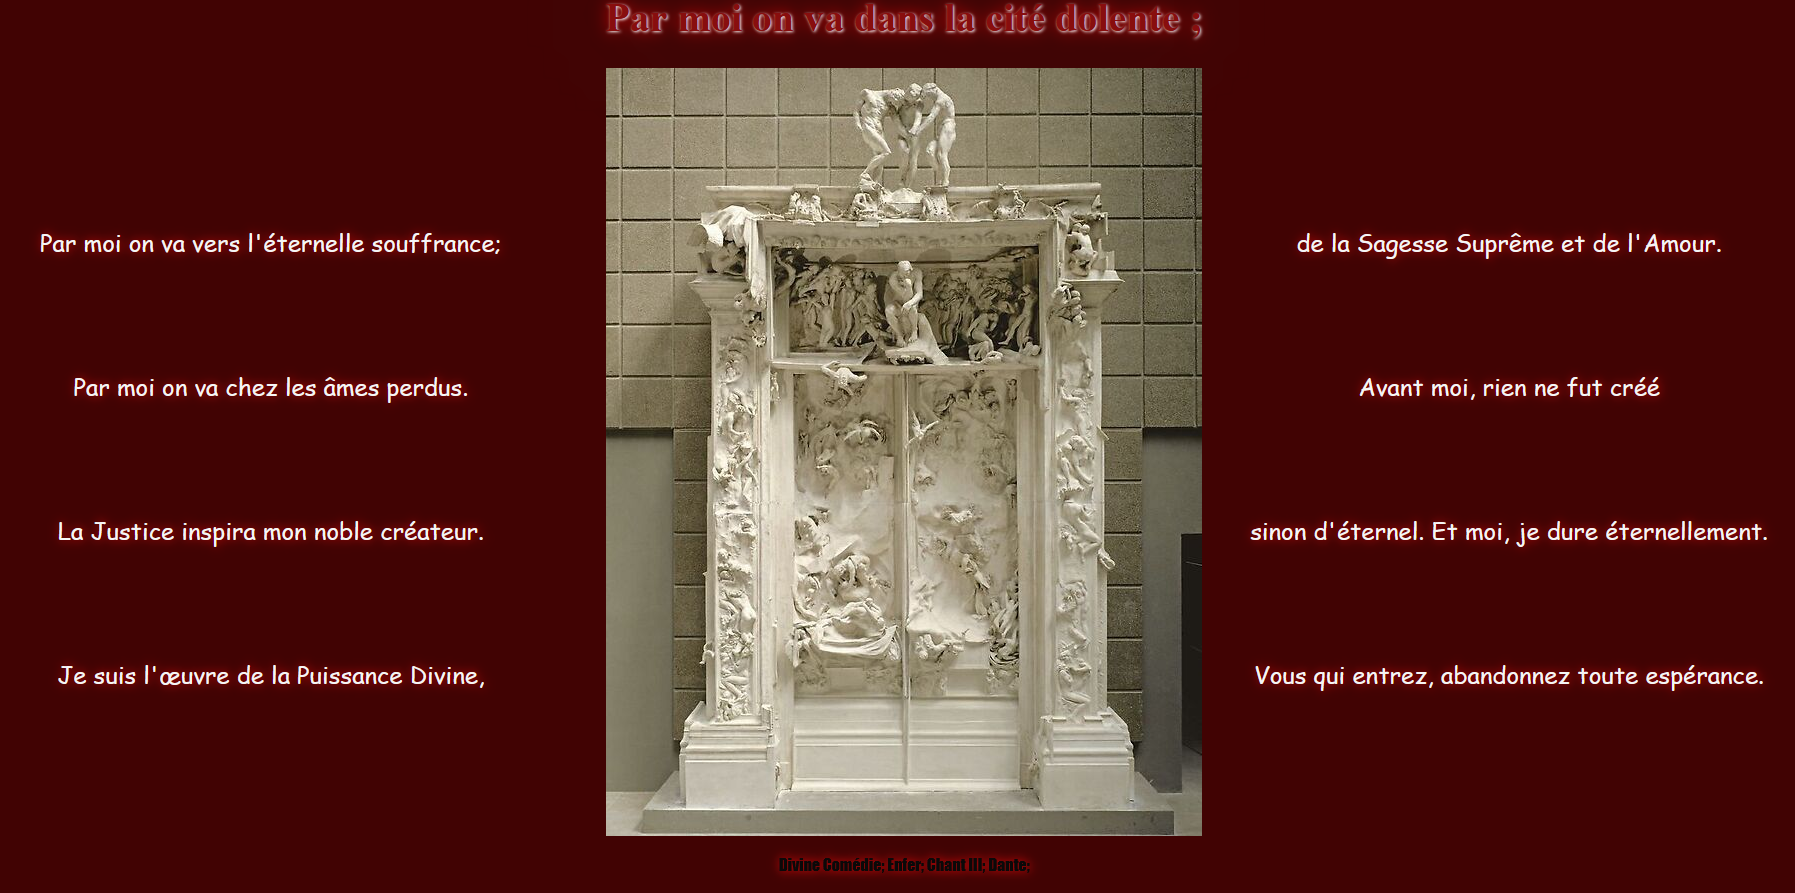 Par moi on va dans la cité dolente ;
Par moi on va vers l'éternelle souffrance;
Par moi on va chez les âmes perdus.
La Justice inspira mon noble créateur.
Je suis l'œuvre de la Puissance Divine,
de la Sagesse Suprême et de l'Amour.
Avant moi, rien ne fut créé
sinon d'éternel. Et moi, je dure éternellement.
Vous qui entrez, abandonnez toute espérance.
Divine Comédie; Enfer; Chant III; Dante;